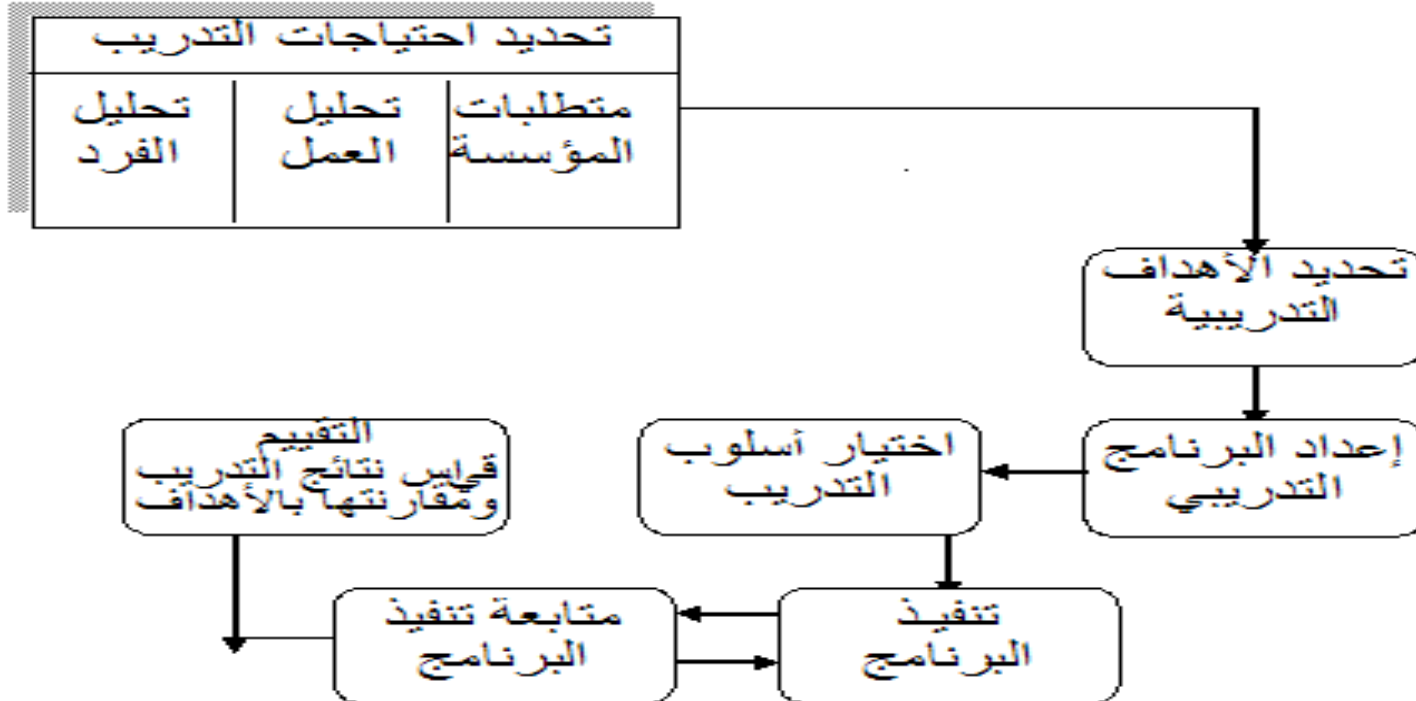 تحديد احتياجات التدريب
متطلبات
المؤسسة
تحليل
العمل
تحليل
الفرد
تحديد الأهداف
التدريبية
إعداد البرنامج
التدريبي
اختيار أسلوب
التدريب
التقييم
قياس نتائج التدريب
ومقارنتها بالأهداف
تنفيـذ
البرنامج
متابعة تنفيذ
البرنامج